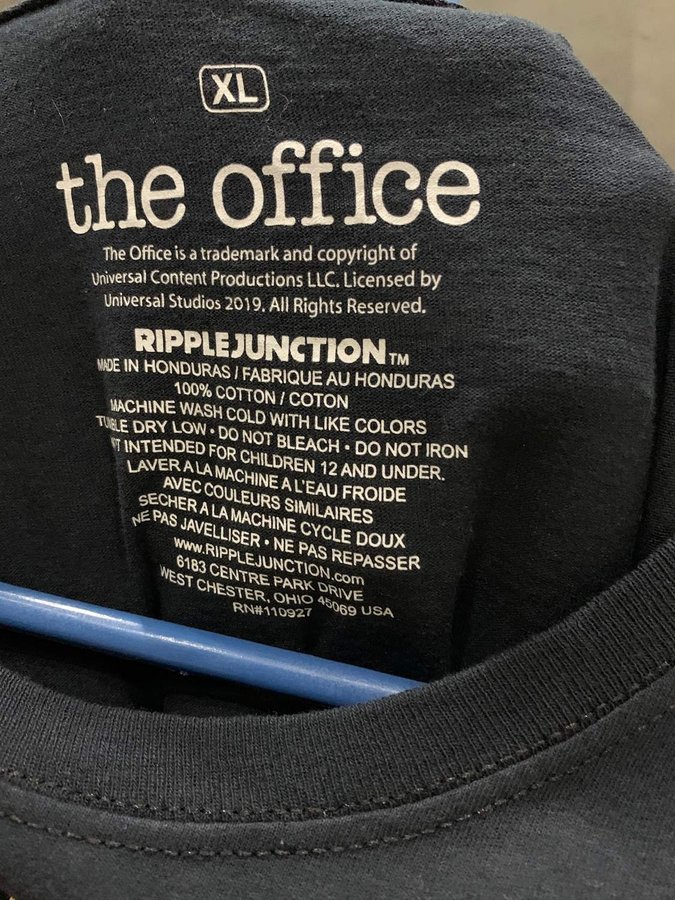 XL
the office
The Office is a trademark and copyright of
Universal Content Productions LLC. Licensed by
Universal Studios 2019. All Rights Reserved.
RIPPLE JUNCTION™
MADE IN HONDURAS / FABRIQUE AU HONDURAS
100% COTTON / COTON
MACHINE WASH COLD WITH LIKE COLORS
TUMBLE DRY LOW • DO NOT BLEACH • DO NOT IRON
NOT INTENDED FOR CHILDREN 12 AND UNDER.
LAVER A LA MACHINE A L'EAU FROIDE
AVEC COULEURS SIMILAIRES
SECHER A LA MACHINE CYCLE DOUX
NE PAS JAVELLISER • NE PAS REPASSER
www.RIPPLEJUNCTION.com
6183 CENTRE PARK DRIVE
WEST CHESTER, OHIO 45069 USA
RN#110927